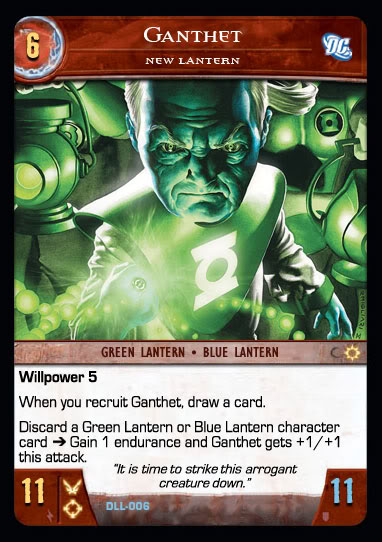 6
GANTHET
NEW LANTERN
DC
GREEN LANTERN • BLUE LANTERN
C
Willpower 5
When you recruit Ganthet, draw a card.
Discard a Green Lantern or Blue Lantern character
card ➔ Gain 1 endurance and Ganthet gets +1/+1
this attack.
"It is time to strike this arrogant
creature down."
11
DLL-006
11